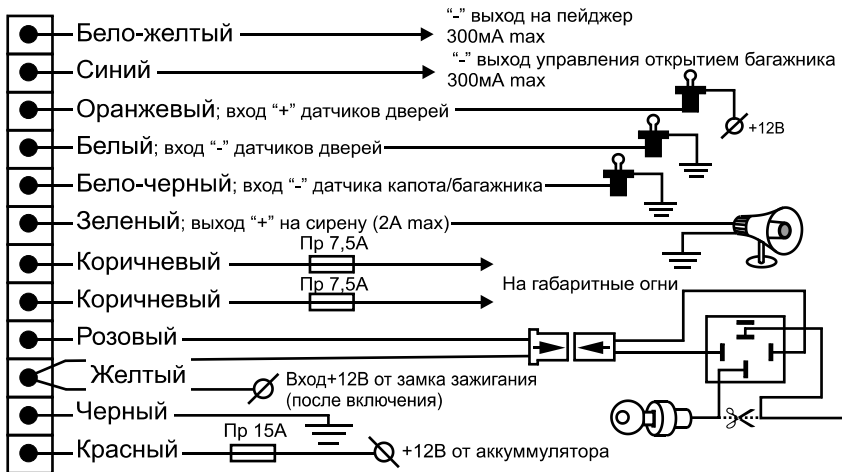 Бело-желтый
“-” выход на пейджер
300мА max
Синий
“-” выход управления открытием багажника
300мА max
Оранжевый; вход “+” датчиков дверей
+12В
Белый; вход “-” датчиков дверей
Бело-черный; вход “-” датчика капота/багажника
Зеленый; выход “+” на сирену (2А max)
Коричневый
Пр 7,5А
Коричневый
Пр 7,5А
На габаритные огни
Розовый
Желтый
Вход+12В от замка зажигания
(после включения)
Черный
Красный
Пр 15А
+12В от аккумулятора